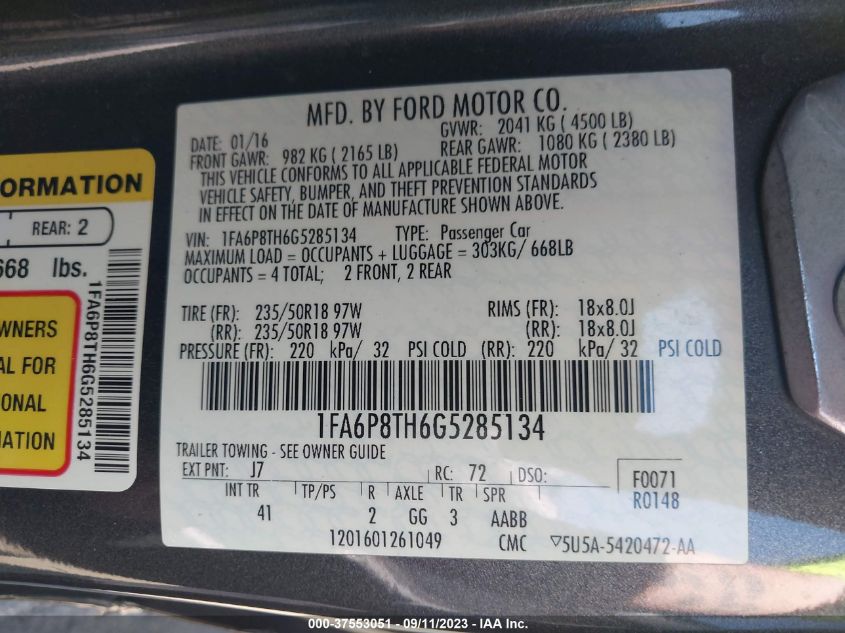 MFD. BY FORD MOTOR CO.
DATE: 01/16 GVWR: 2041 KG ( 4500 LB)
FRONT GAWR: 982 KG ( 2165 LB) REAR GAWR: 1080 KG ( 2380 LB)
THIS VEHICLE CONFORMS TO ALL APPLICABLE FEDERAL MOTOR
VEHICLE SAFETY, BUMPER, AND THEFT PREVENTION STANDARDS
IN EFFECT ON THE DATE OF MANUFACTURE SHOWN ABOVE.
VIN: 1FA6P8TH6G5285134 TYPE: Passenger Car
MAXIMUM LOAD = OCCUPANTS + LUGGAGE = 303KG/ 668LB
OCCUPANTS = 4 TOTAL; 2 FRONT, 2 REAR
TIRE (FR): 235/50R18 97W RIMS (FR): 18x8.0J
(RR): 235/50R18 97W (RR): 18x8.0J
PRESSURE (FR): 220 kPa/ 32 PSI COLD (RR): 220 kPa/ 32 PSI COLD
1FA6P8TH6G5285134
TRAILER TOWING - SEE OWNER GUIDE
EXT PNT: J7 RC: 72 DSO: F0071
R0148
INT TR TP/PS R AXLE TR SPR
41 2 GG 3 AABB
1201601261049 CMC ▽5U5A-5420472-AA
ORMATION
REAR: 2
668 lbs.
1FA6P8TH6G5285134
WNERS
AL FOR
ONAL
MATION
000-37553051 - 09/11/2023 - IAA Inc.